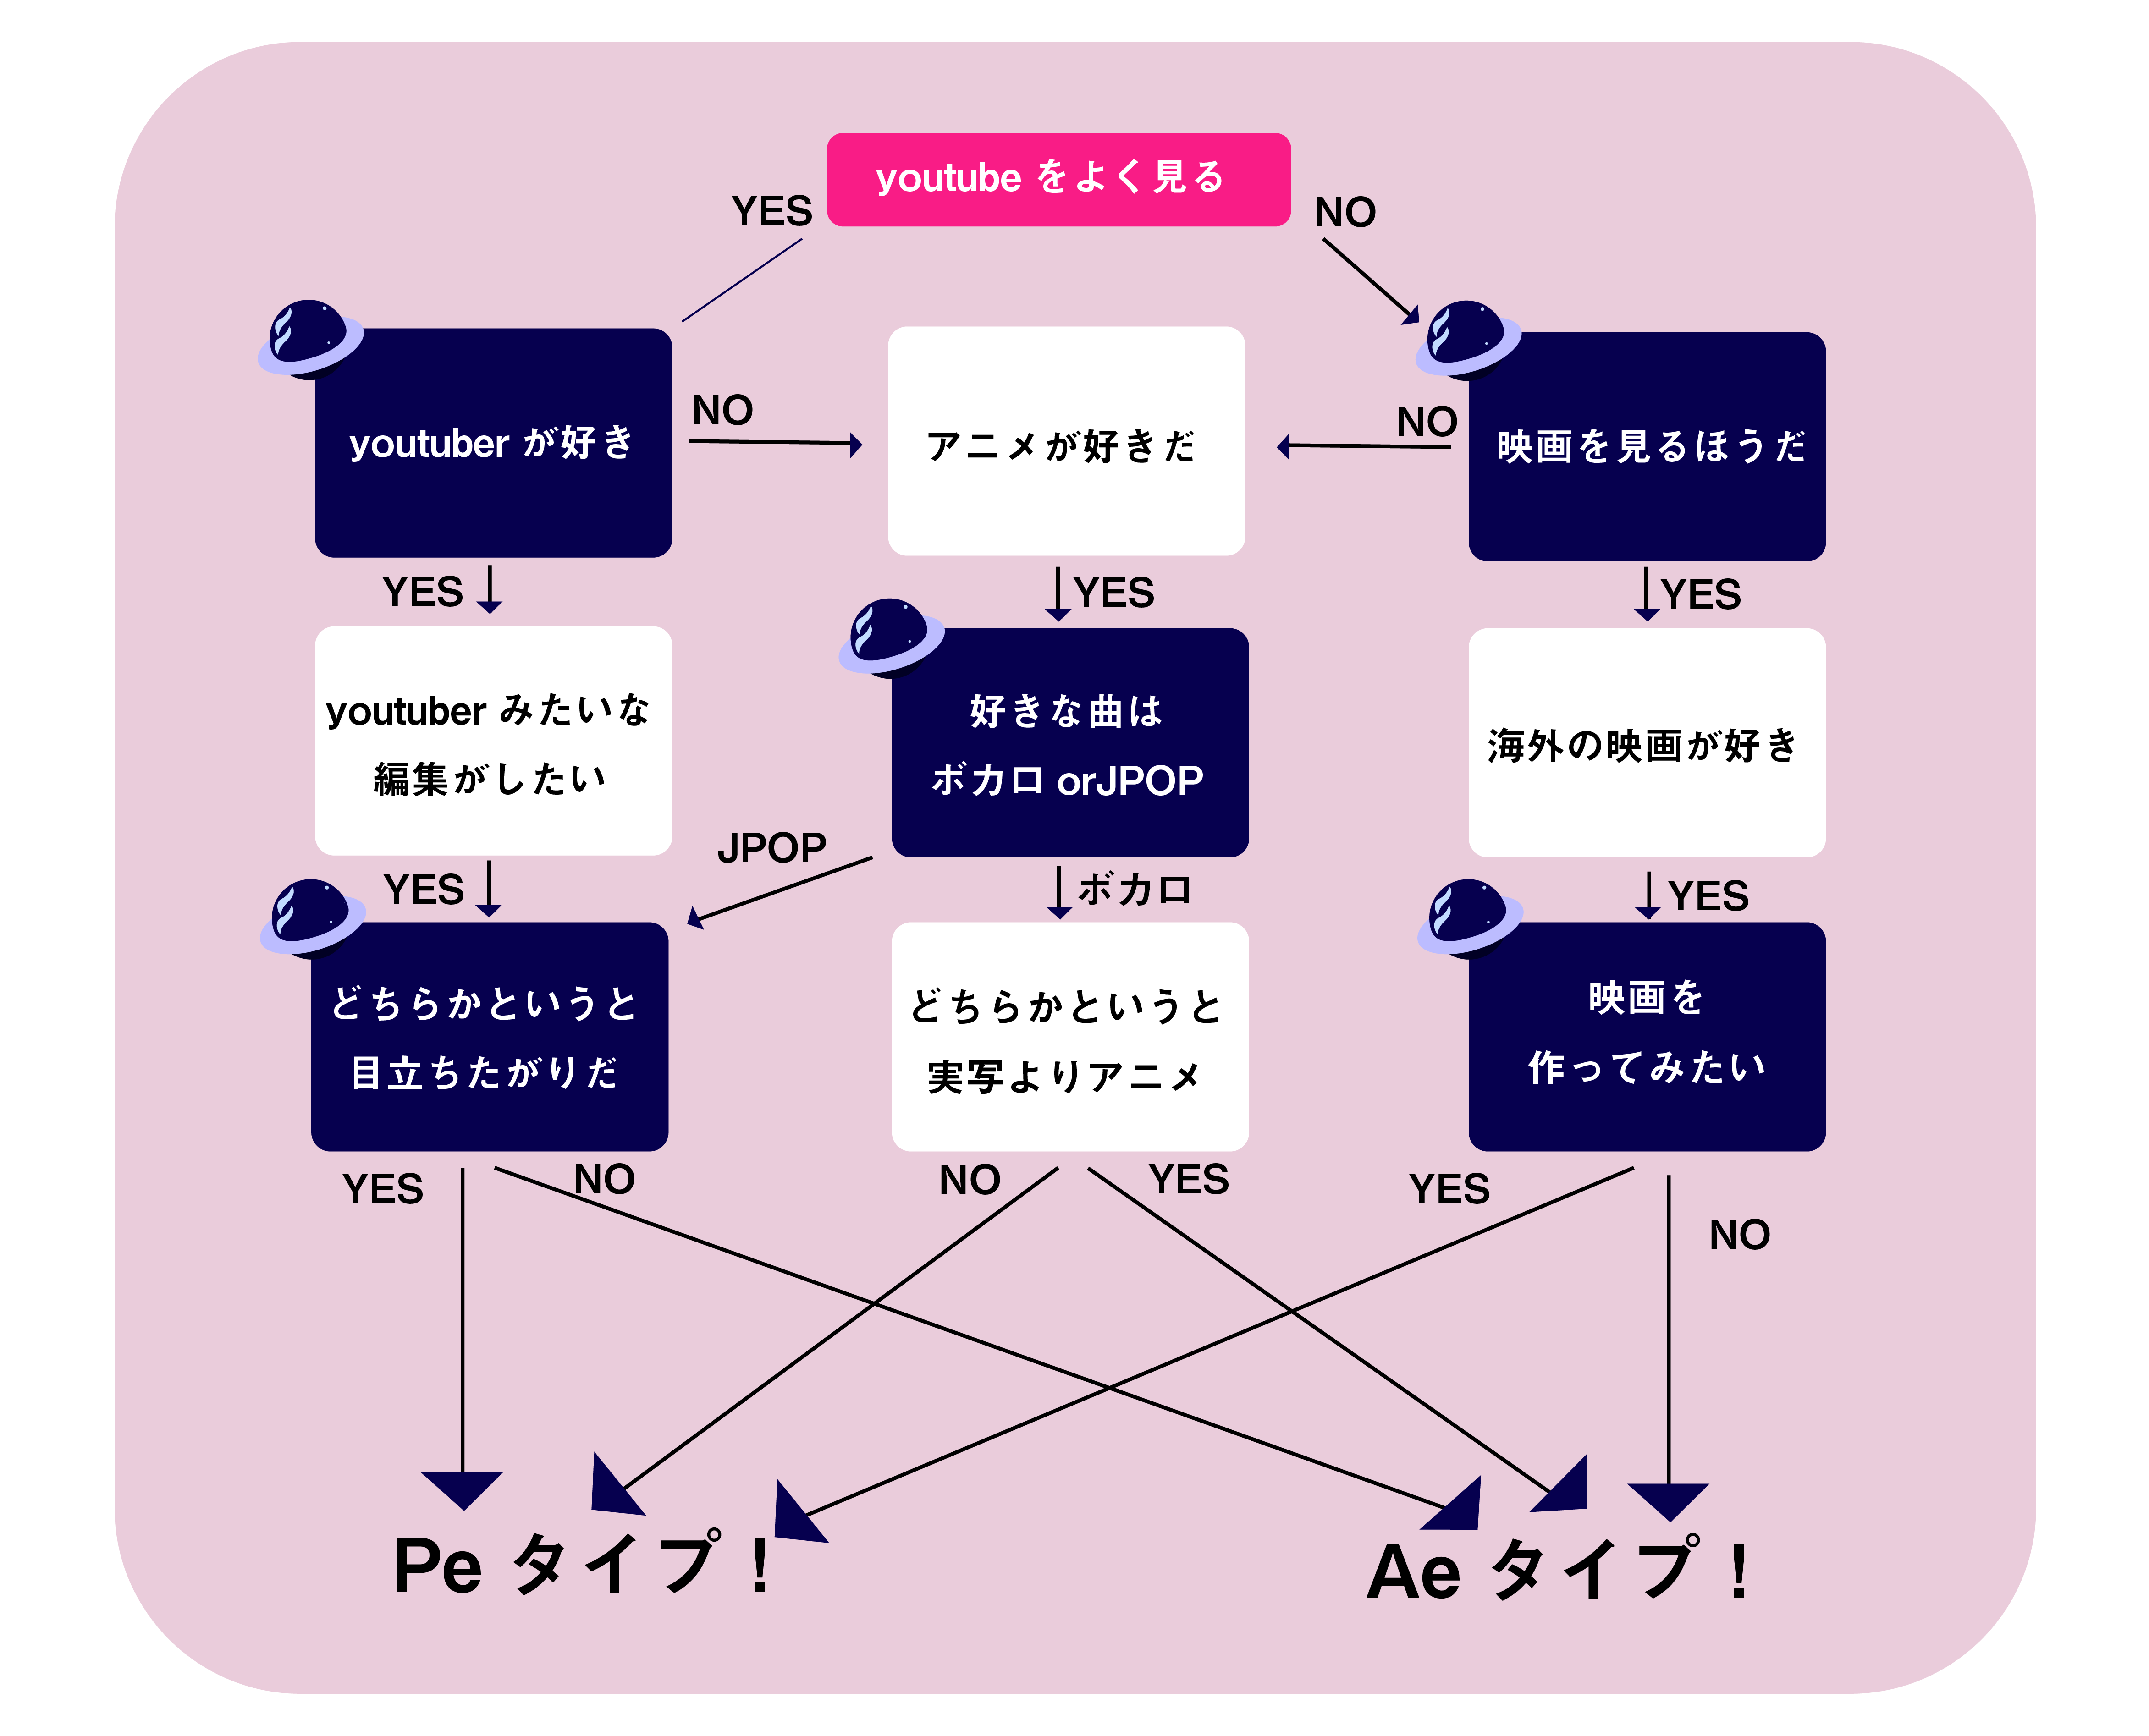 youtube をよく見る
YES
NO
youtuber が好き
NO
アニメが好きだ
NO
映画を見るほうだ
YES
YES
YES
youtuber みたいな
編集がしたい
好きな曲は
ボカロ orJPOP
海外の映画が好き
JPOP
YES
ボカロ
YES
どちらかというと
目立ちたがりだ
どちらかというと
実写よりアニメ
映画を
作ってみたい
YES
NO
NO
YES
YES
NO
Pe タイプ！
Ae タイプ！